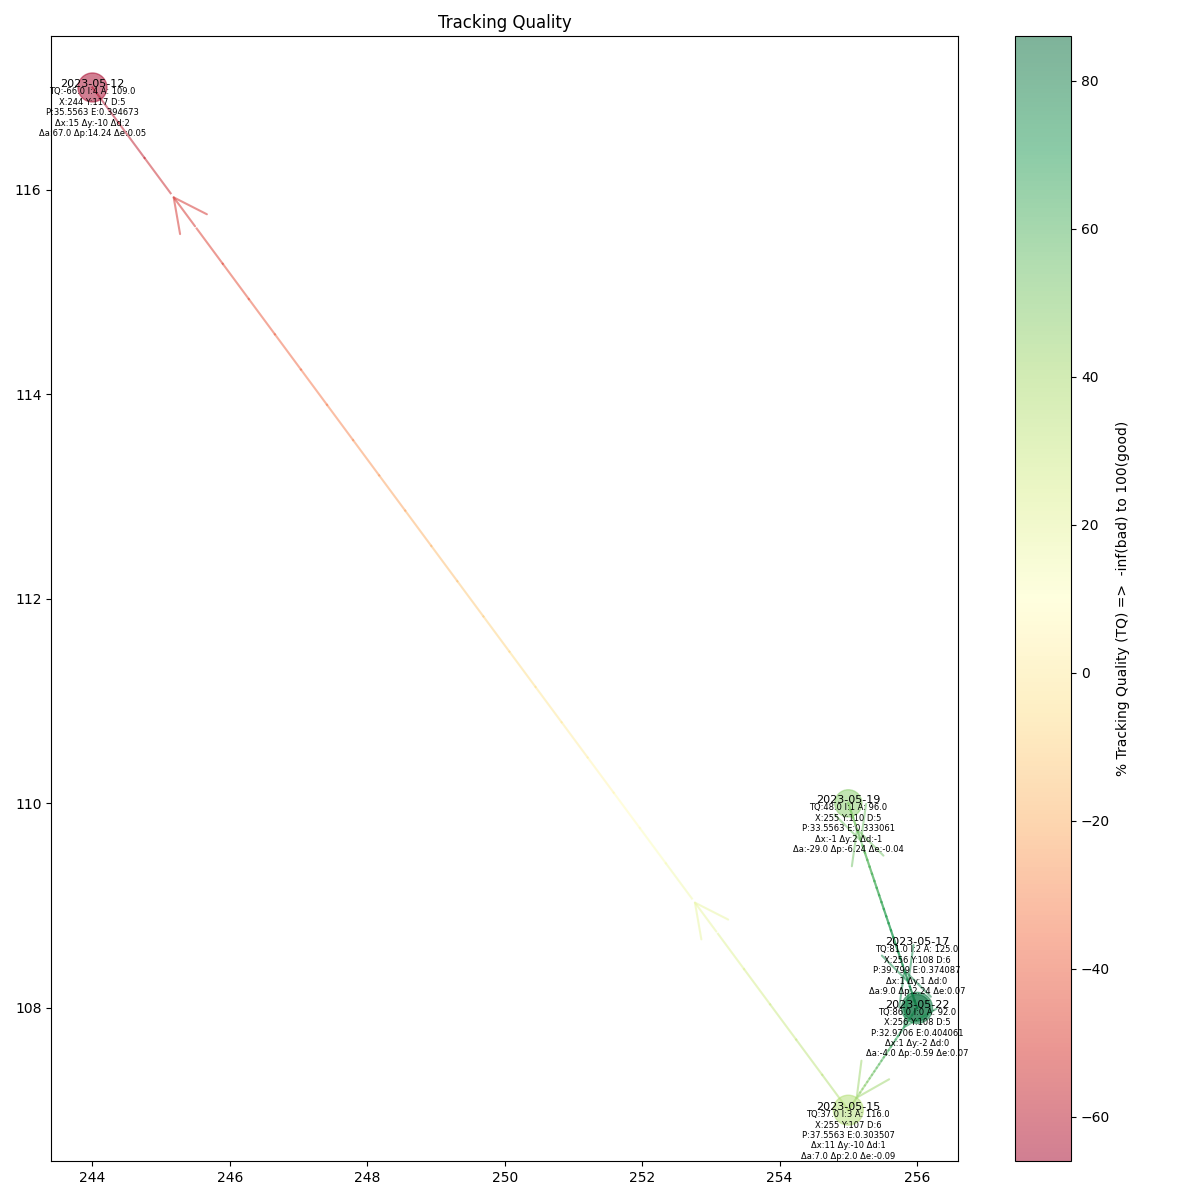 Tracking Quality
2023-05-12
TQ:-66.0 I:4 A: 109.0
X:244 Y:117 D:5
P:35.5563 E:0.394673
Δx:15 Δy:-10 Δd:2
Δa:67.0 Δp:14.24 Δe:0.05
2023-05-19
TQ:48.0 I:1 A: 96.0
X:255 Y:110 D:5
P:33.5563 E:0.333061
Δx:-1 Δy:2 Δd:-1
Δa:-29.0 Δp:-6.24 Δe:-0.04
2023-05-17
TQ:81.0 I:2 A: 125.0
X:256 Y:108 D:6
P:39.799 E:0.374087
Δx:1 Δy:1 Δd:0
Δa:9.0 Δp:2.24 Δe:0.07
2023-05-22
TQ:86.0 I:0 A: 92.0
X:256 Y:108 D:5
P:32.9706 E:0.404061
Δx:1 Δy:-2 Δd:0
Δa:-4.0 Δp:-0.59 Δe:0.07
2023-05-15
TQ:37.0 I:3 A: 116.0
X:255 Y:107 D:6
P:37.5563 E:0.303507
Δx:11 Δy:-10 Δd:1
Δa:7.0 Δp:2.0 Δe:-0.09
116
114
112
110
108
244
246
248
250
252
254
256
80
60
40
20
0
−20
−40
−60
% Tracking Quality (TQ) => -inf(bad) to 100(good)